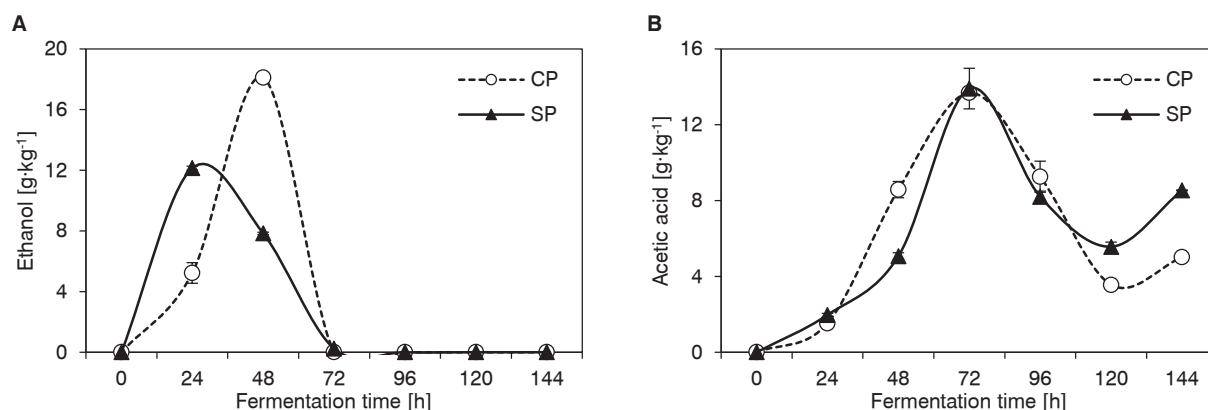 A
20
16
12
8
4
0
Ethanol [g·kg⁻¹]
CP
SP
0 24 48 72 96 120 144
Fermentation time [h]
B
16
12
8
4
0
Acetic acid [g·kg⁻¹]
CP
SP
0 24 48 72 96 120 144
Fermentation time [h]